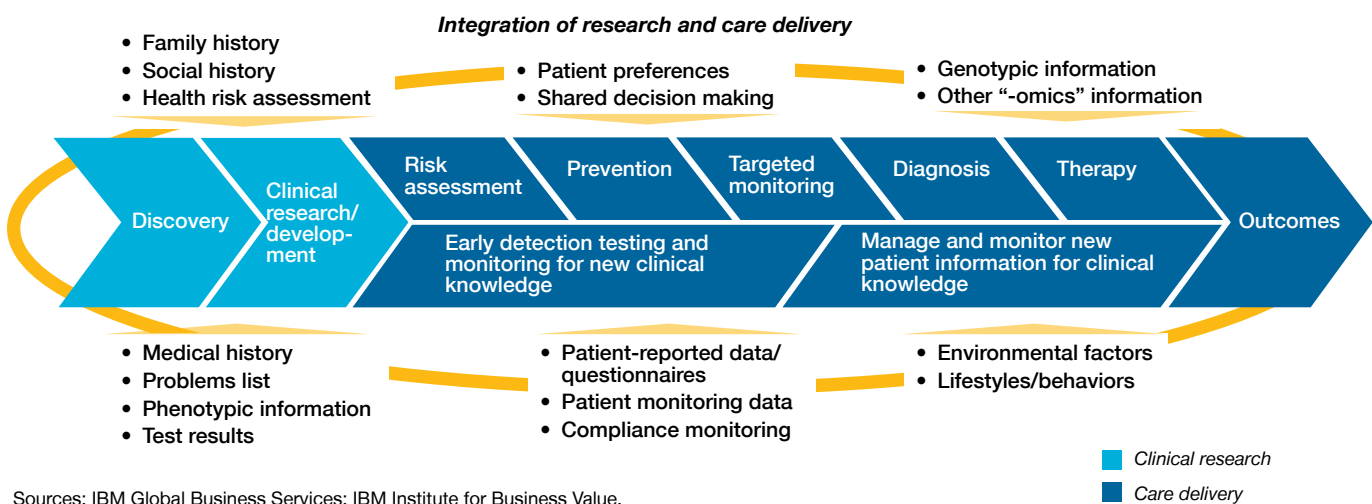 Integration of research and care delivery
• Family history
• Social history
• Health risk assessment
• Patient preferences
• Shared decision making
• Genotypic information
• Other “-omics” information
Discovery
Clinical
research/
develop-
ment
Risk
assessment
Prevention
Targeted
monitoring
Diagnosis
Therapy
Early detection testing and
monitoring for new clinical
knowledge
Manage and monitor new
patient information for clinical
knowledge
Outcomes
• Medical history
• Problems list
• Phenotypic information
• Test results
• Patient-reported data/
questionnaires
• Patient monitoring data
• Compliance monitoring
• Environmental factors
• Lifestyles/behaviors
Clinical research
Care delivery
Sources: IBM Global Business Services; IBM Institute for Business Value.